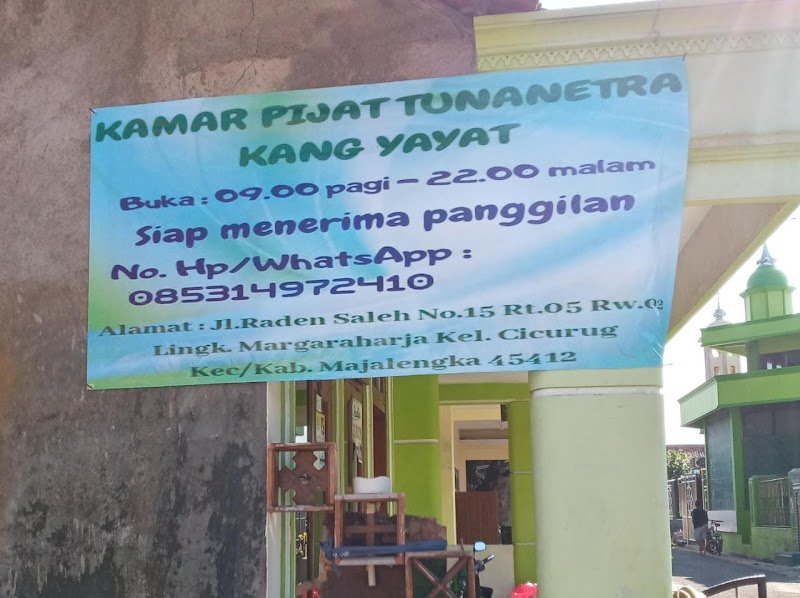 KAMAR PIJAT TUNANETRA
KANG YAYAT
Buka : 09.00 pagi - 22.00 malam
Siap menerima panggilan
No. Hp/WhatsApp :
085314972410
Alamat : Jl.Raden Saleh No.15 Rt.05 Rw.02
Lingk. Margaraharja Kel. Cicurug
Kec/Kab. Majalengka 45412